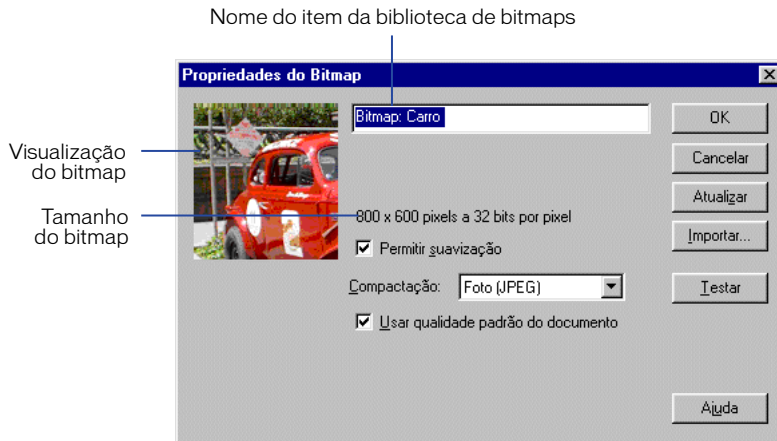 Nome do item da biblioteca de bitmaps
Propriedades do Bitmap
Bitmap: Carro
OK
Visualização
do bitmap
Cancelar
Atualizar
Tamanho
do bitmap
800 x 600 pixels a 32 bits por pixel
Importar...
Permitir suavização
Compactação:
Foto (JPEG)
Testar
Usar qualidade padrão do documento
Ajuda